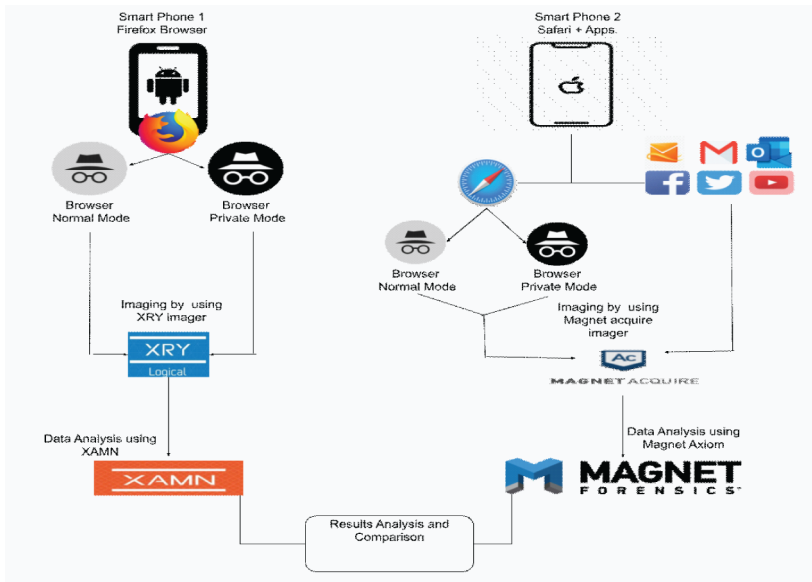 Smart Phone 1
Firefox Browser
Smart Phone 2
Safari + Apps.
Browser
Normal Mode
Browser
Private Mode
Browser
Normal Mode
Browser
Private Mode
Imaging by using
XRY imager
Imaging by using
Magnet acquire
imager
XRY
Logical
Ac
MAGNET ACQUIRE
Data Analysis using
XAMN
Data Analysis using
Magnet Axiom
XAMN
MAGNET
FORENSICS
Results Analysis and
Comparison